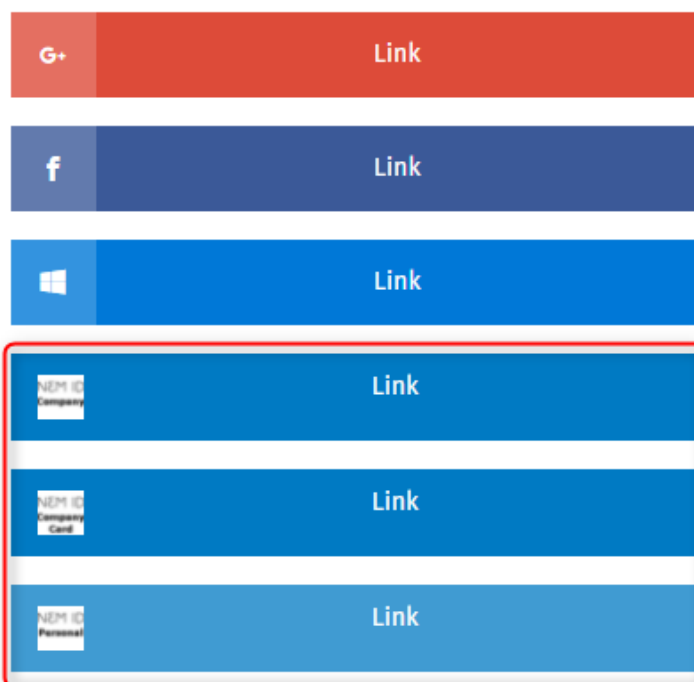 G+ Link
f Link
Link
NEM ID
Company
Link
NEM ID
Company
Card
Link
NEM ID
Personal
Link